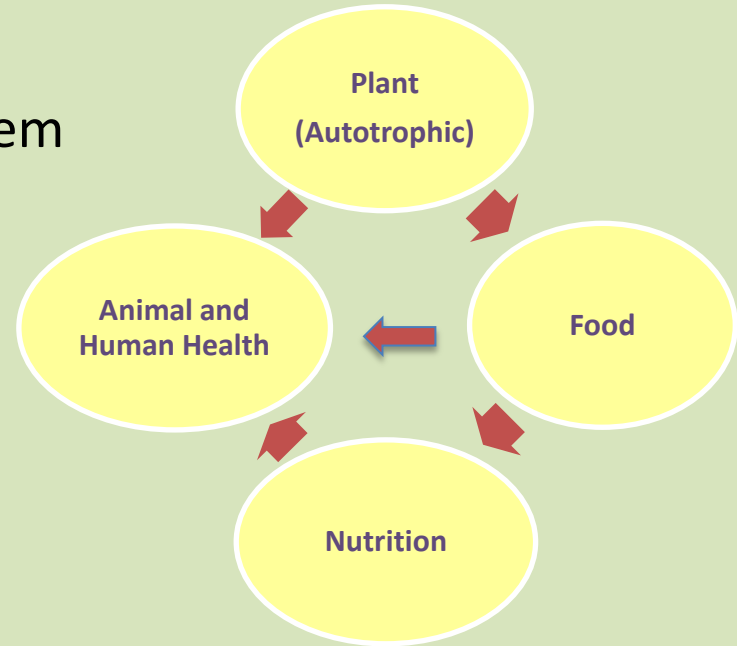 Plant
(Autotrophic)
em
Animal and
Human Health
Food
Nutrition